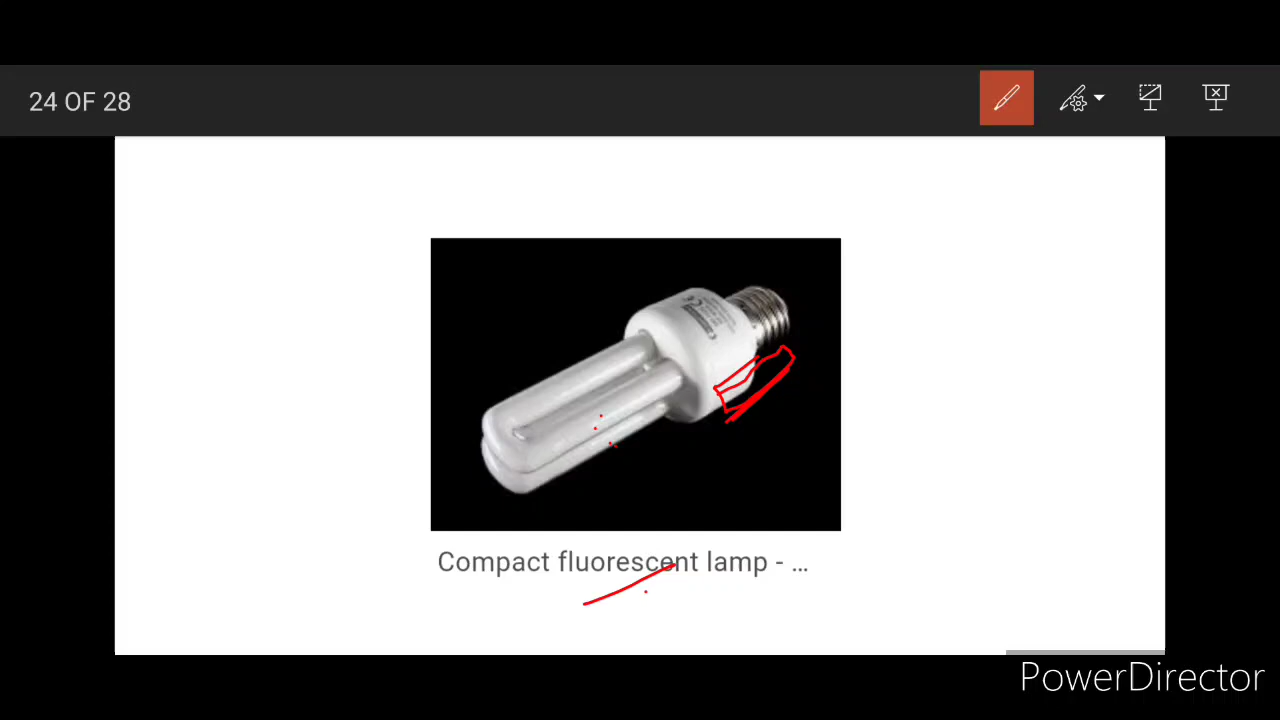 24 OF 28
Compact fluorescent lamp - ...
PowerDirector